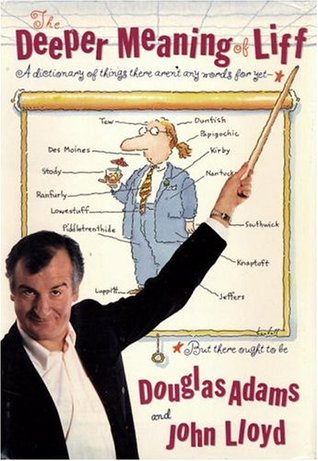 The
Deeper Meaning of Liff
A dictionary of things there aren't any words for yet–
Tew
Ountish
Papigochic
Des Moines
Kirby
Stody
Nantuck
Ranfurly
Lowestuff
Piddletrenthide
Southwick
Knaptoft
Luppitt
Jeffers
Kendall
But there ought to be
Douglas Adams
and
John Lloyd